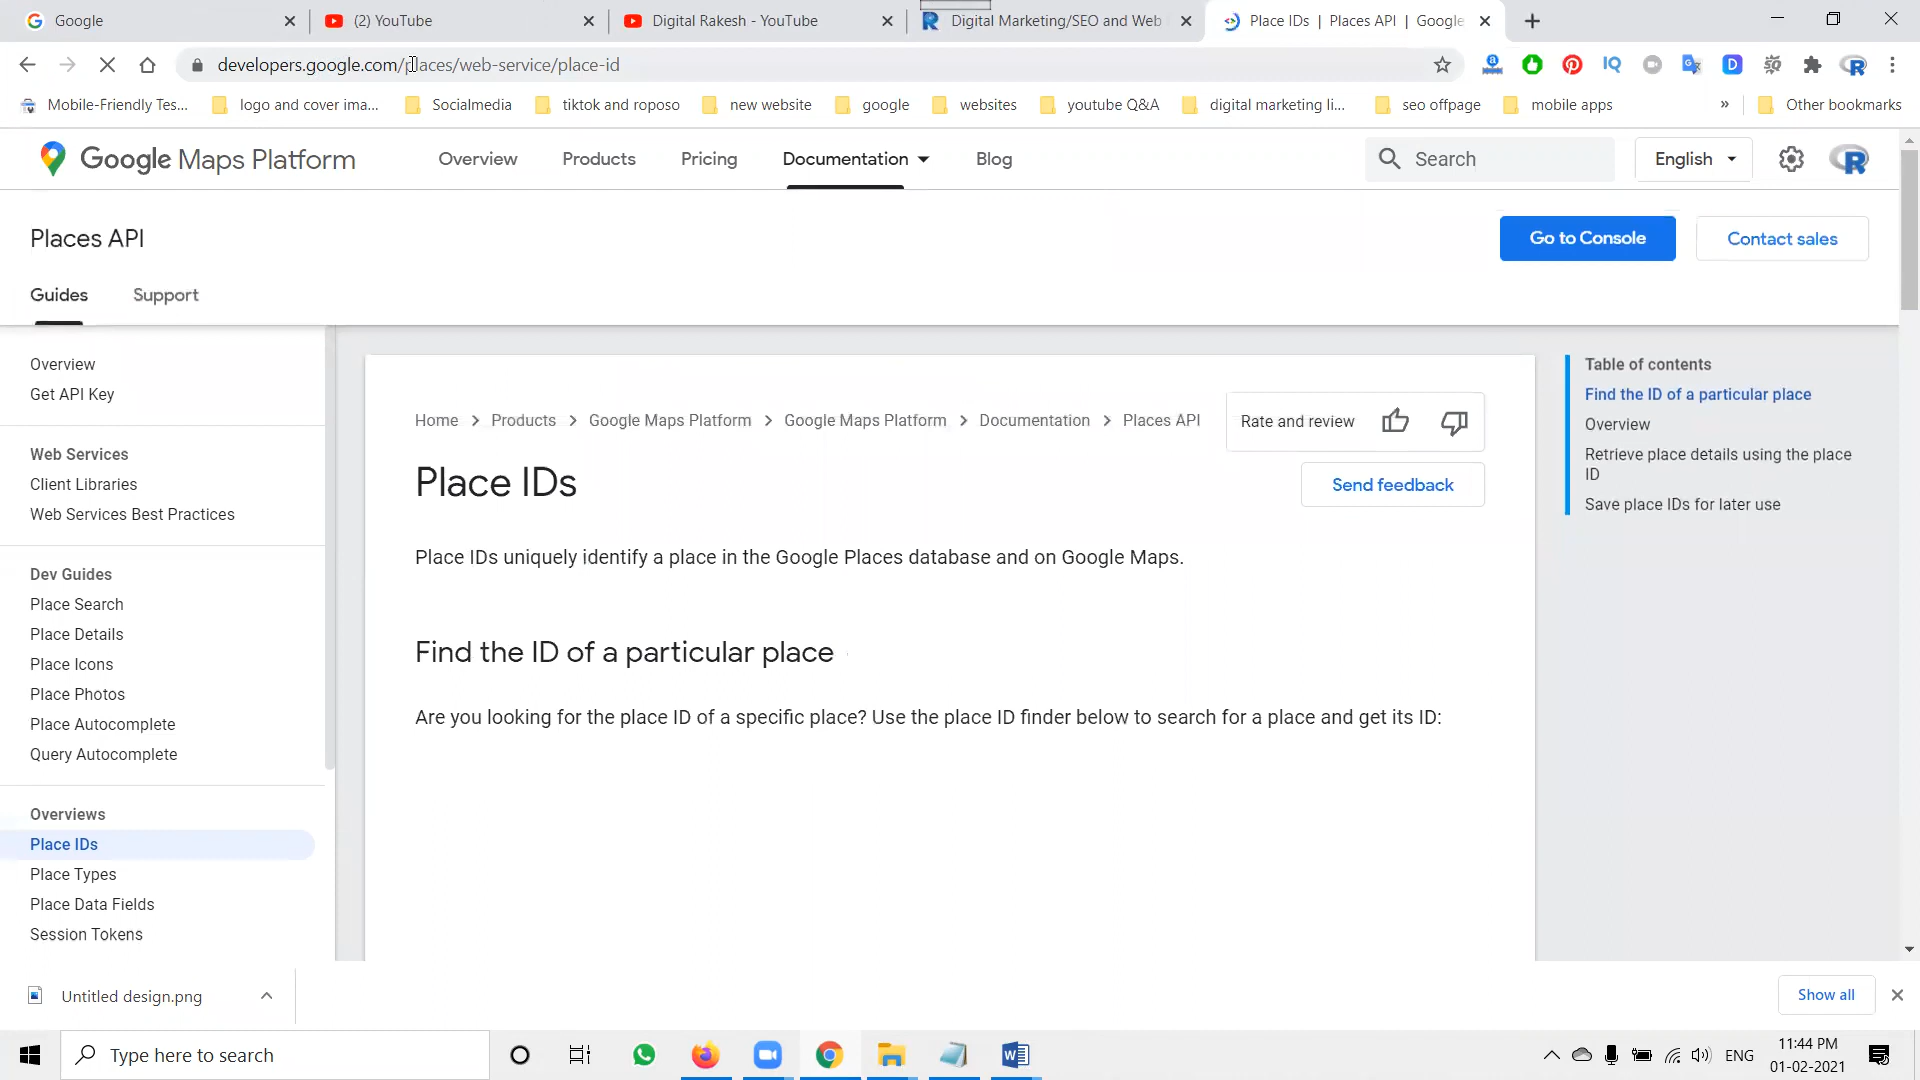 Google
(2) YouTube
Digital Rakesh - YouTube
Digital Marketing/SEO and Web
Place IDs | Places API | Google
developers.google.com/places/web-service/place-id
Mobile-Friendly Tes...
logo and cover ima...
Socialmedia
tiktok and roposo
new website
google
websites
youtube Q&A
digital marketing li...
seo offpage
mobile apps
»
Other bookmarks
Google Maps Platform
Overview
Products
Pricing
Documentation
Blog
Search
English
Places API
Go to Console
Contact sales
Guides
Support
Overview
Get API Key
Web Services
Client Libraries
Web Services Best Practices
Dev Guides
Place Search
Place Details
Place Icons
Place Photos
Place Autocomplete
Query Autocomplete
Overviews
Place IDs
Place Types
Place Data Fields
Session Tokens
Home > Products > Google Maps Platform > Google Maps Platform > Documentation > Places API
Rate and review
Place IDs
Send feedback
Place IDs uniquely identify a place in the Google Places database and on Google Maps.
Find the ID of a particular place
Are you looking for the place ID of a specific place? Use the place ID finder below to search for a place and get its ID:
Table of contents
Find the ID of a particular place
Overview
Retrieve place details using the place
ID
Save place IDs for later use
Untitled design.png
Show all
Type here to search
ENG
11:44 PM
01-02-2021